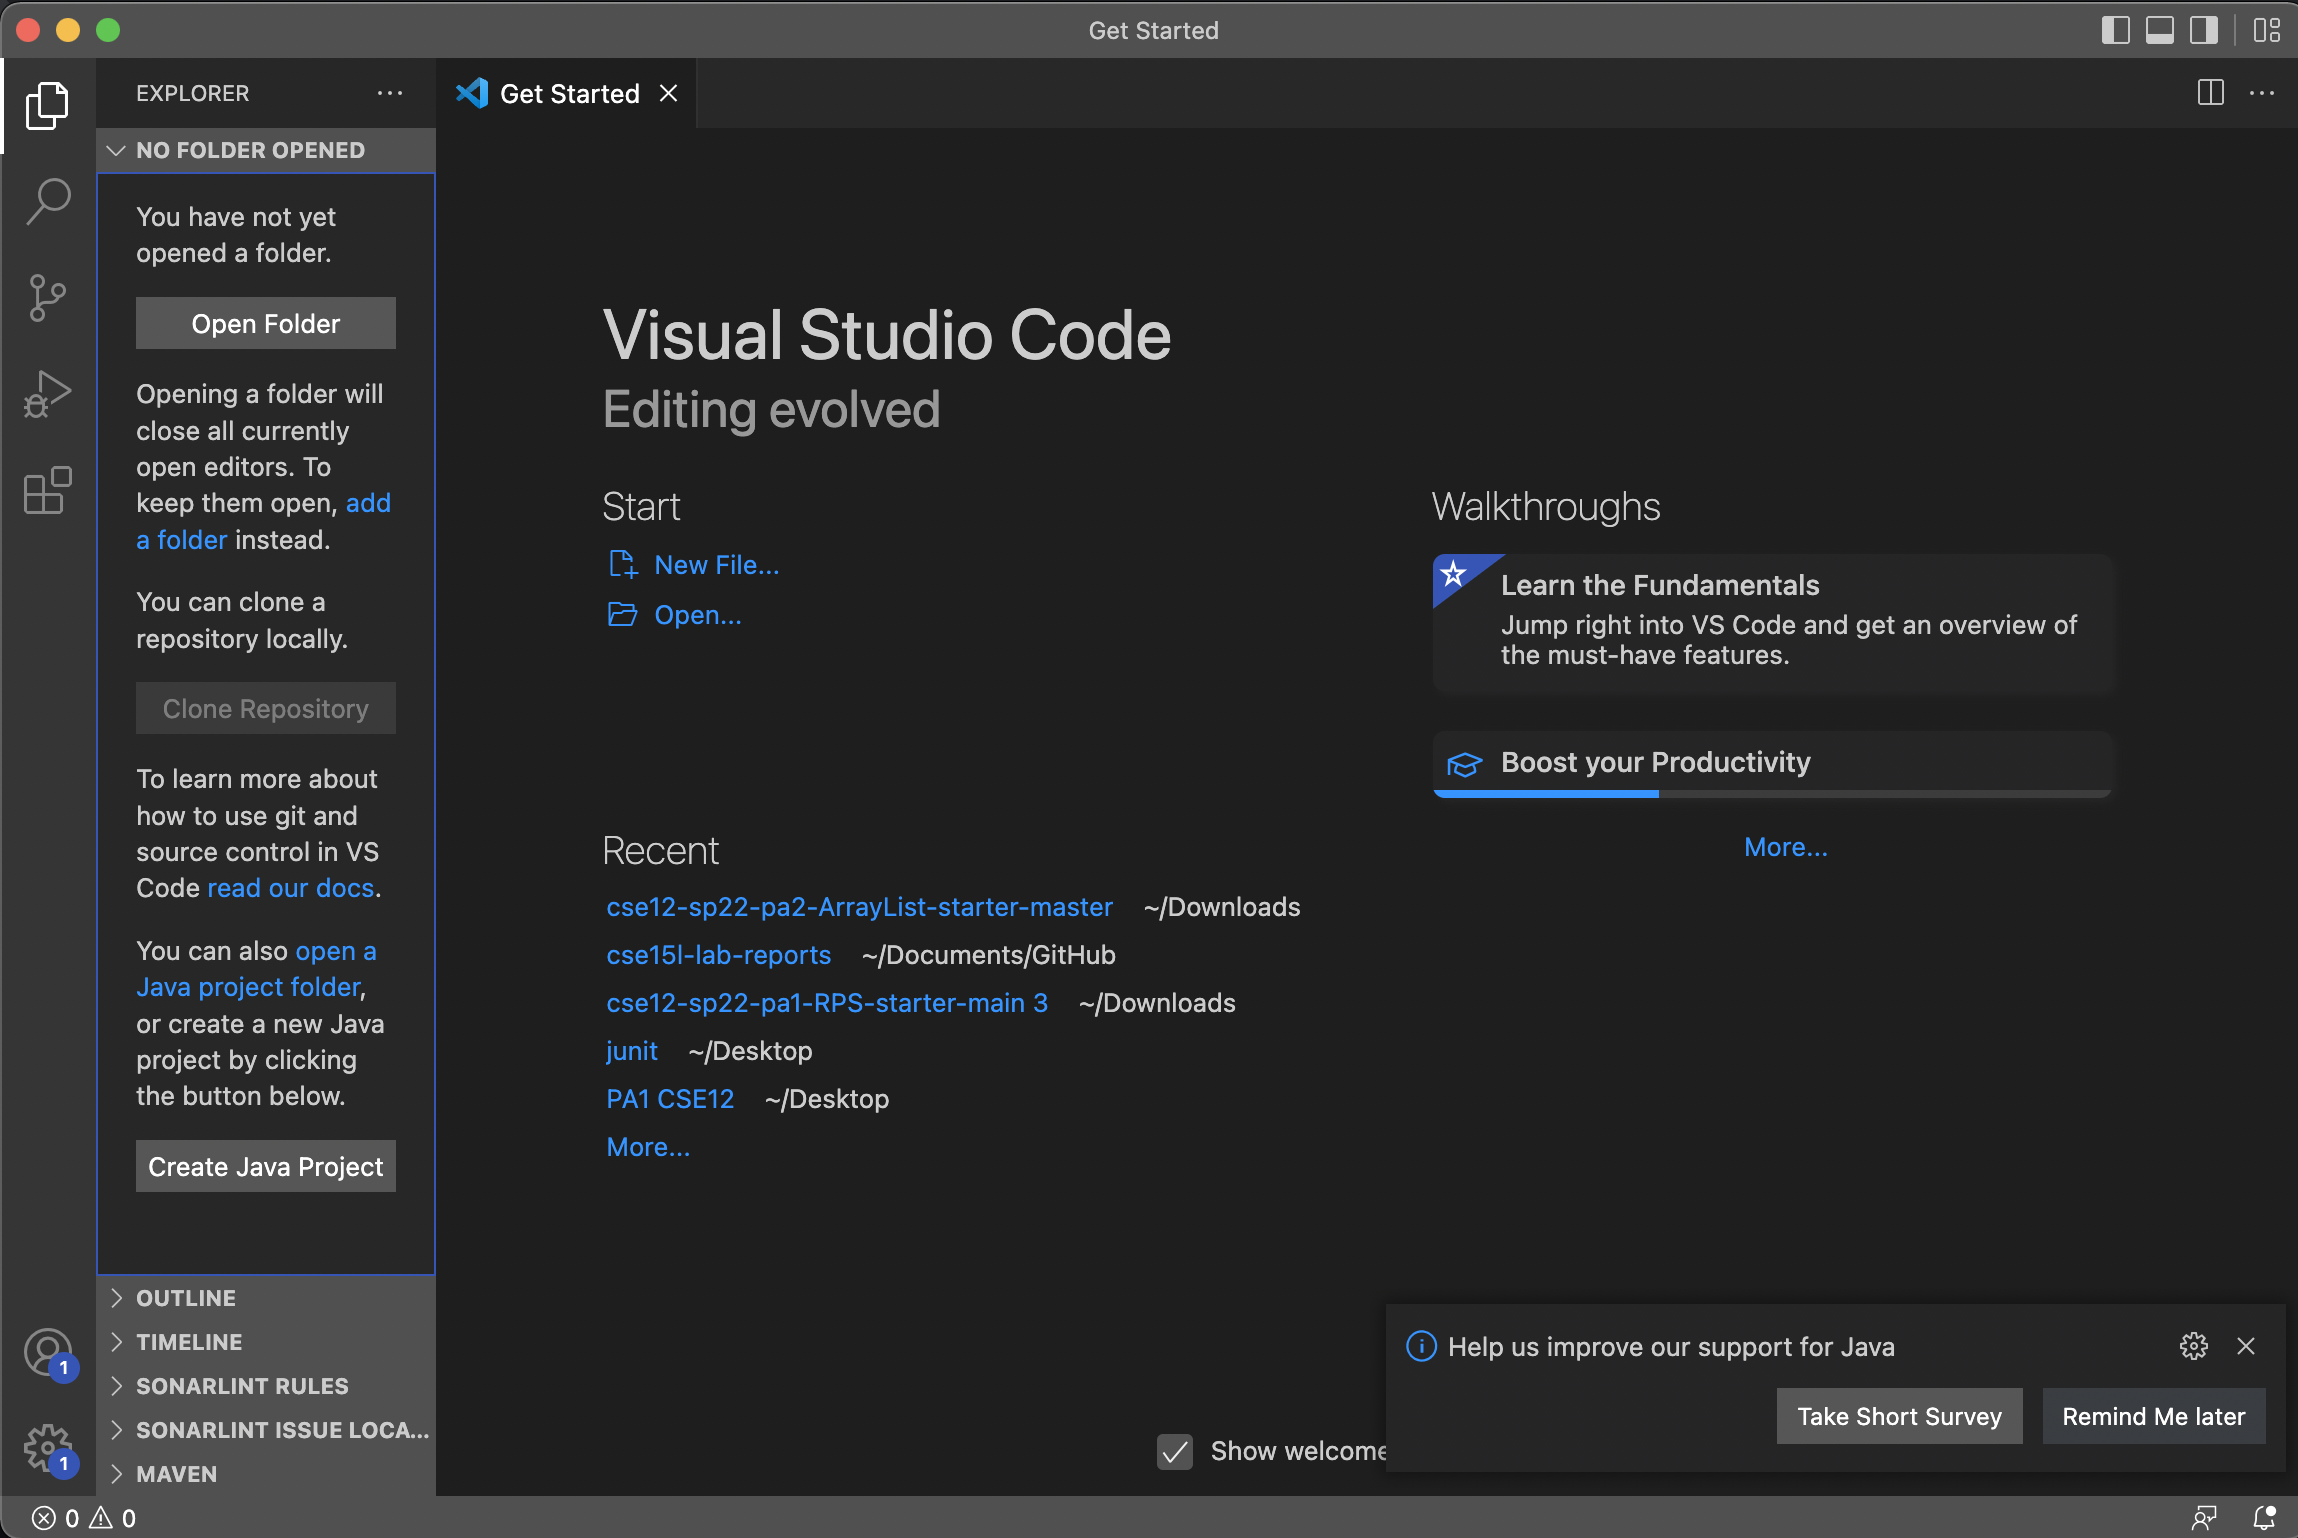 Get Started
EXPLORER
NO FOLDER OPENED
You have not yet
opened a folder.
Open Folder
Opening a folder will
close all currently
open editors. To
keep them open, add
a folder instead.
You can clone a
repository locally.
Clone Repository
To learn more about
how to use git and
source control in VS
Code read our docs.
You can also open a
Java project folder,
or create a new Java
project by clicking
the button below.
Create Java Project
OUTLINE
TIMELINE
SONARLINT RULES
SONARLINT ISSUE LOCA...
MAVEN
1
1
0 0
Get Started
Visual Studio Code
Editing evolved
Start
New File...
Open...
Recent
cse12-sp22-pa2-ArrayList-starter-master ~/Downloads
cse15l-lab-reports ~/Documents/GitHub
cse12-sp22-pa1-RPS-starter-main 3 ~/Downloads
junit ~/Desktop
PA1 CSE12 ~/Desktop
More...
Walkthroughs
Learn the Fundamentals
Jump right into VS Code and get an overview of
the must-have features.
Boost your Productivity
More...
Show welcome
Help us improve our support for Java
Take Short Survey
Remind Me later